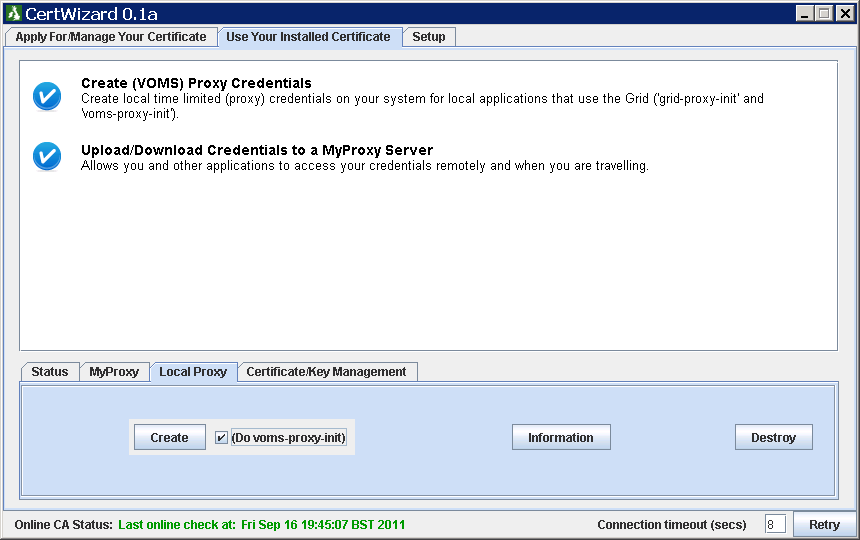 CertWizard 0.1a
Apply For/Manage Your Certificate
Use Your Installed Certificate
Setup
Create (VOMS) Proxy Credentials
Create local time limited (proxy) credentials on your system for local applications that use the Grid ('grid-proxy-init' and
'voms-proxy-init').
Upload/Download Credentials to a MyProxy Server
Allows you and other applications to access your credentials remotely and when you are travelling.
Status
MyProxy
Local Proxy
Certificate/Key Management
Create
(Do voms-proxy-init)
Information
Destroy
Online CA Status: Last online check at: Fri Sep 16 19:45:07 BST 2011
Connection timeout (secs)
8
Retry